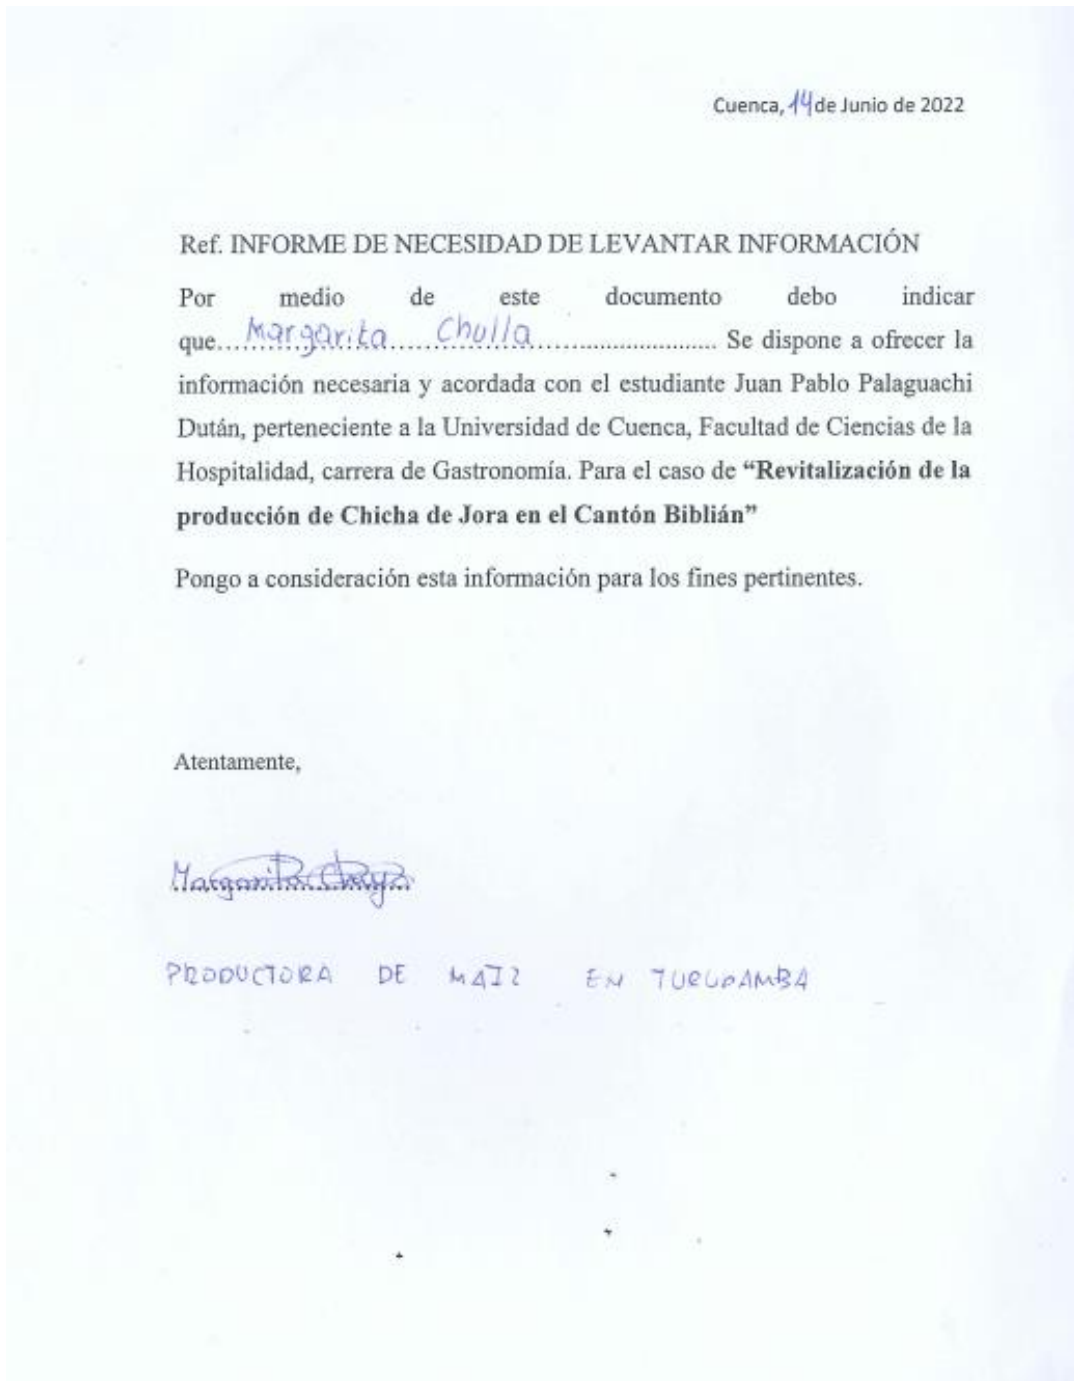 Cuenca, 14 de Junio de 2022
Ref. INFORME DE NECESIDAD DE LEVANTAR INFORMACIÓN
Por medio de este documento debo indicar
que....Margarita....Chulla.................................. Se dispone a ofrecer la
información necesaria y acordada con el estudiante Juan Pablo Palaguachi
Dután, perteneciente a la Universidad de Cuenca, Facultad de Ciencias de la
Hospitalidad, carrera de Gastronomía. Para el caso de “Revitalización de la
producción de Chicha de Jora en el Cantón Biblián”
Pongo a consideración esta información para los fines pertinentes.
Atentamente,
Margarita
PRODUCTORA DE MAIZ EN TURUPAMBA